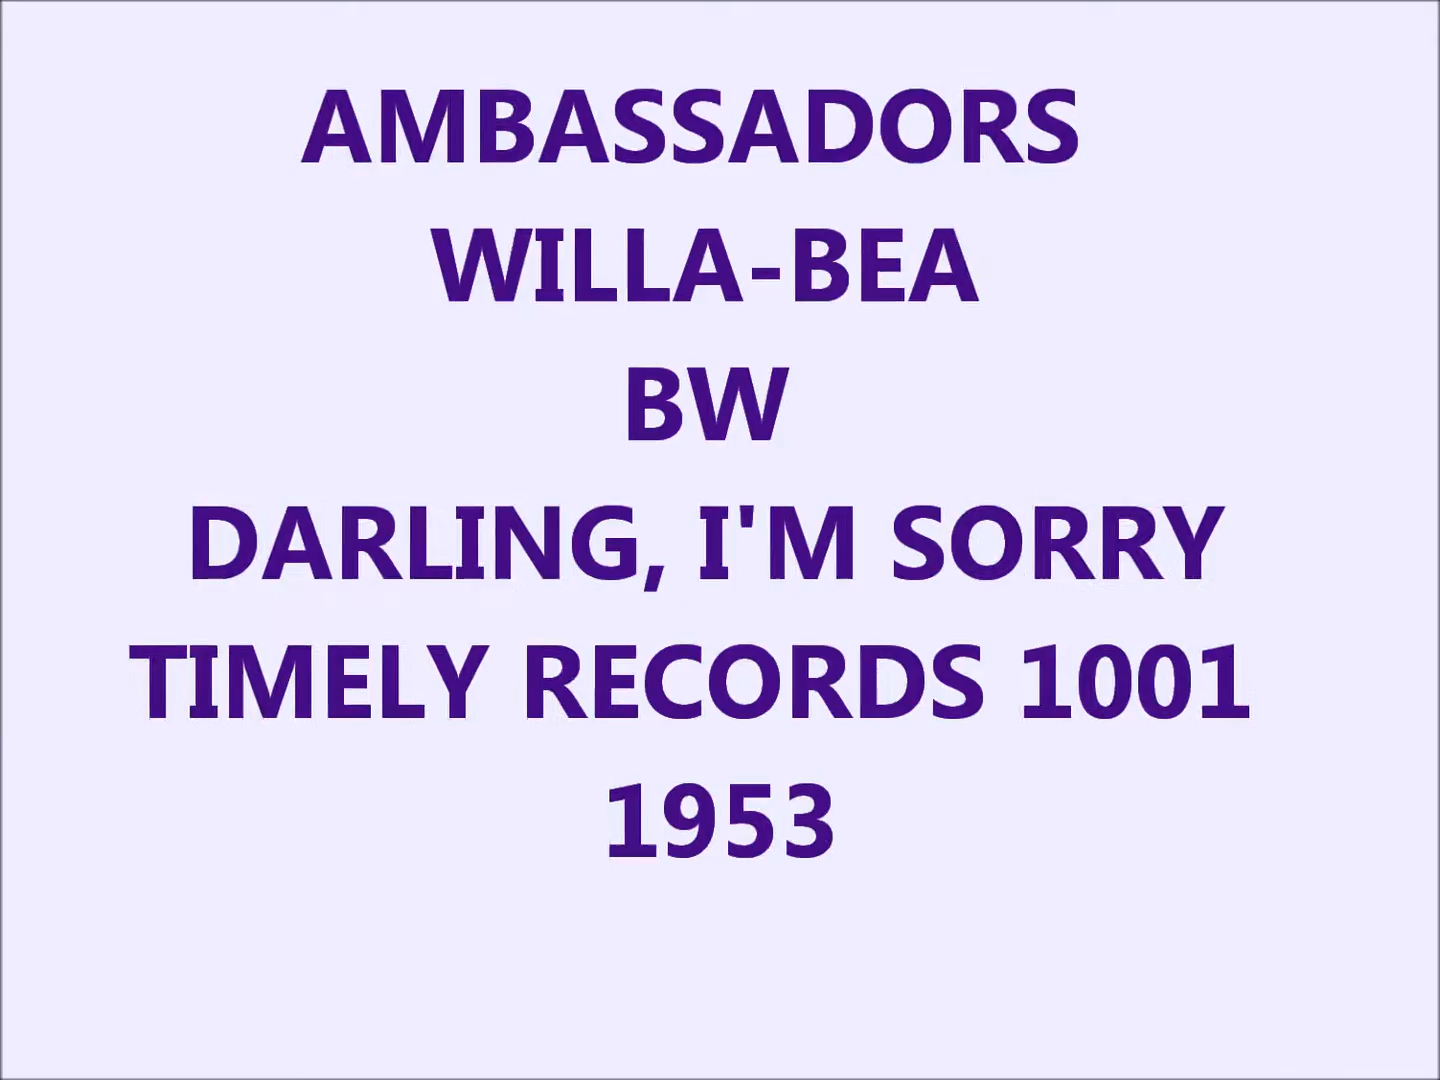 AMBASSADORS
WILLA-BEA
BW
DARLING, I'M SORRY
TIMELY RECORDS 1001
1953